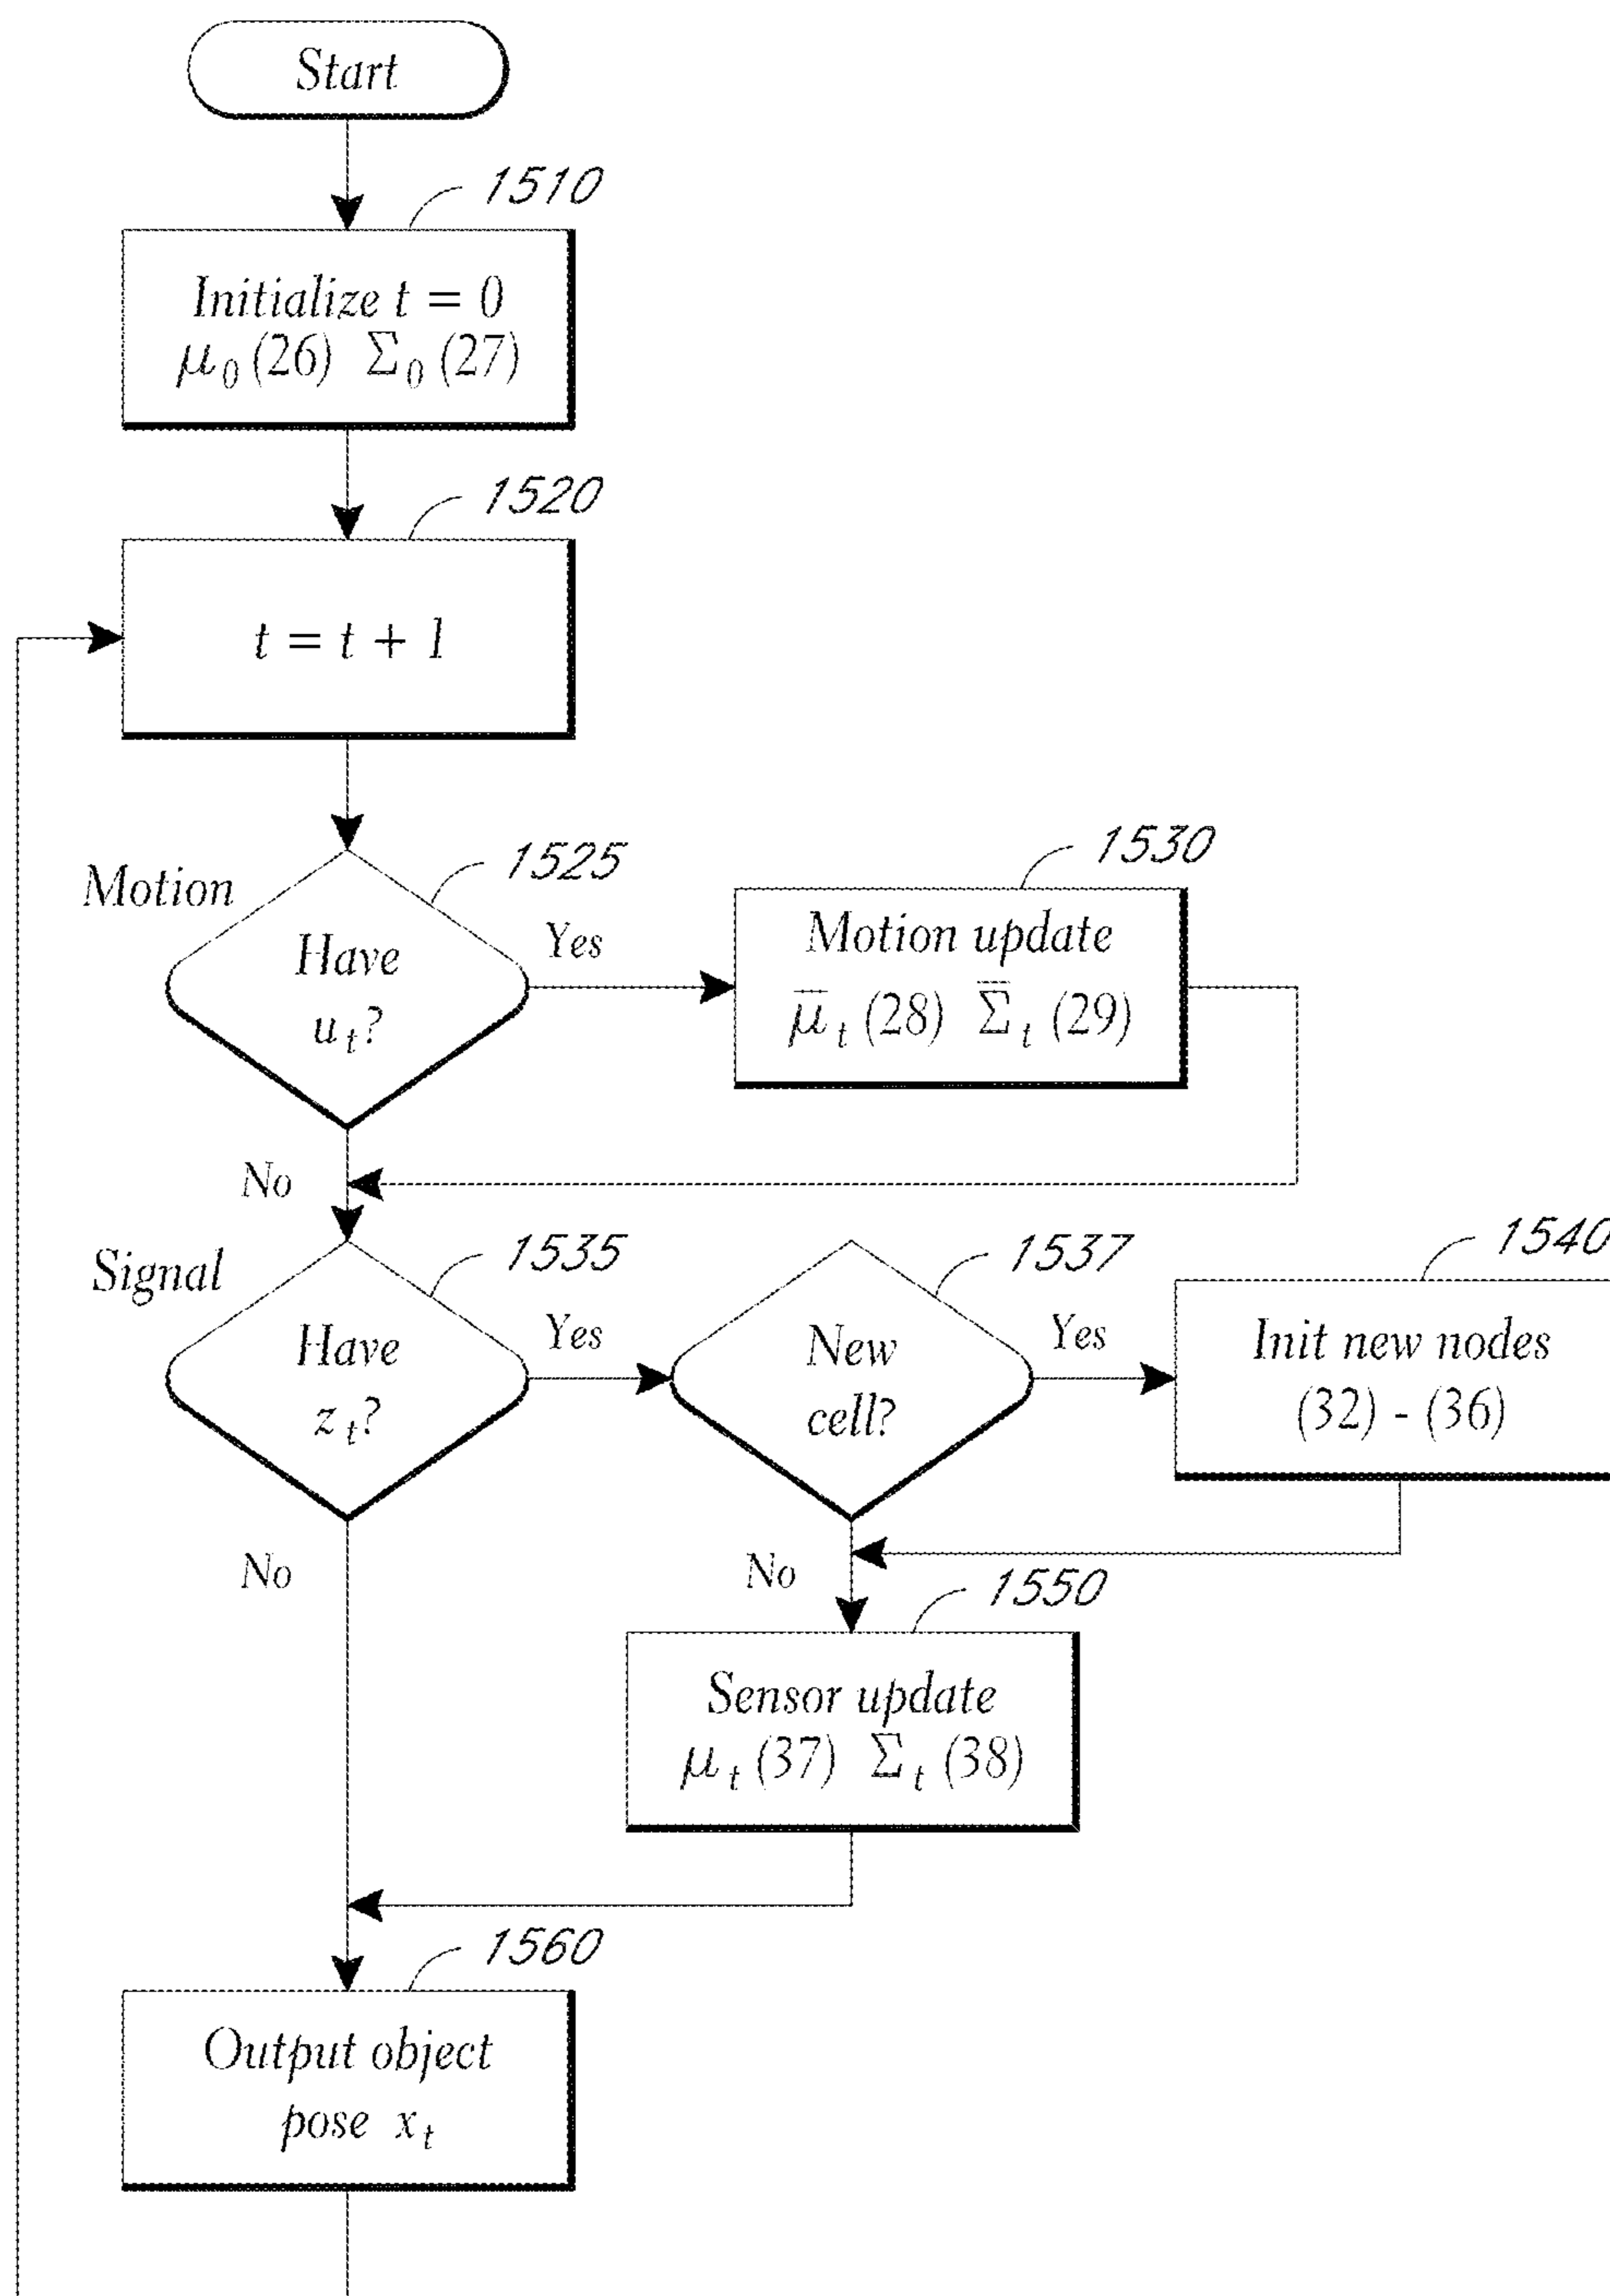 Start
1510
Initialize t = 0
μ0 (26) Σ0 (27)
1520
t = t + 1
Motion
1525
Have
ut?
Yes
1530
Motion update
μ̅t (28) Σ̅t (29)
No
Signal
1535
Have
zt?
Yes
1537
New
cell?
Yes
1540
Init new nodes
(32) - (36)
No
No
1550
Sensor update
μt (37) Σt (38)
1560
Output object
pose xt